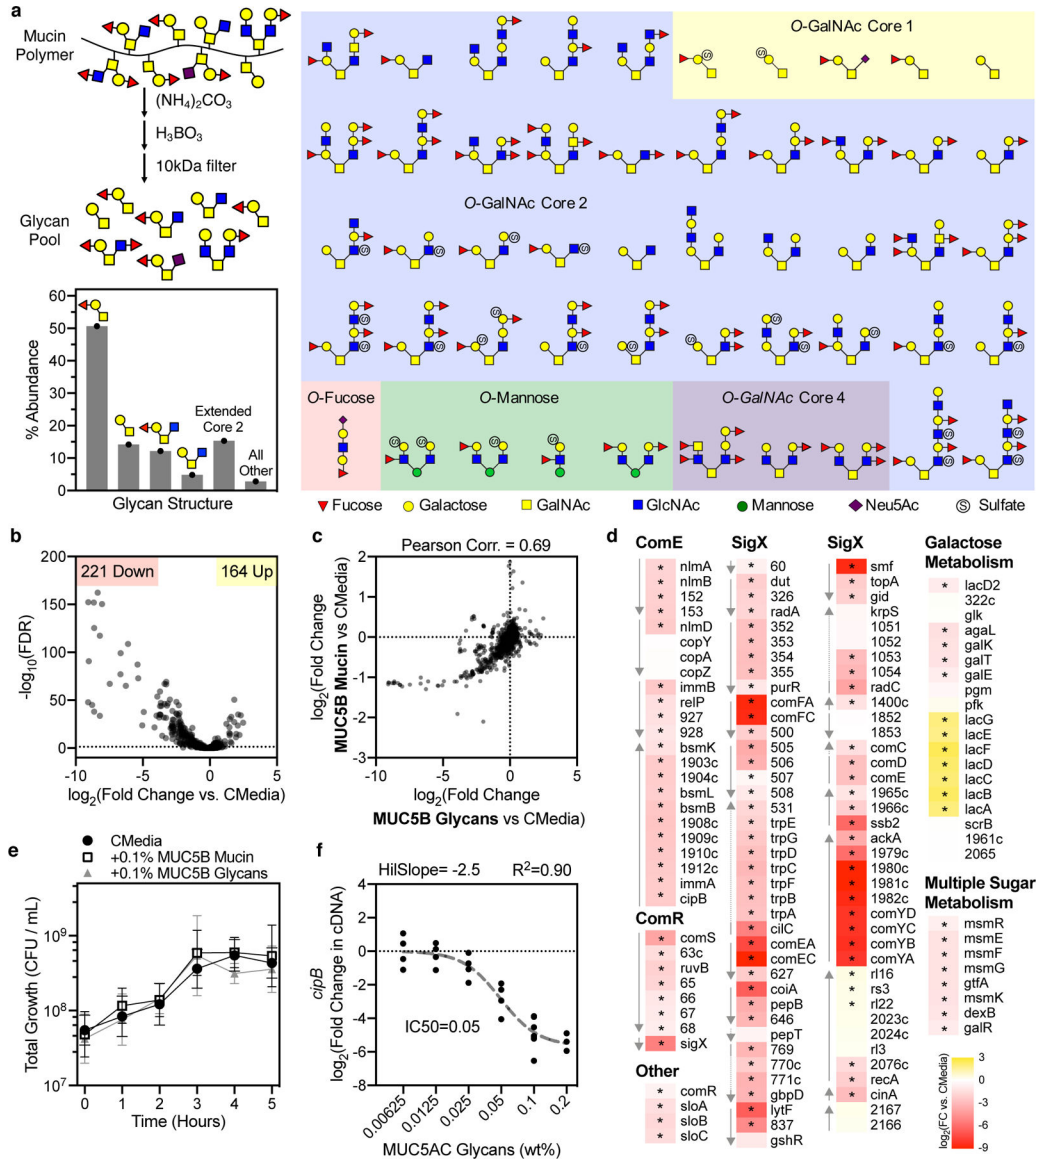 a
Mucin
Polymer
(NH₄)₂CO₃
H₃BO₃
10kDa filter
Glycan
Pool
O-GalNAc Core 1
O-GalNAc Core 2
O-Fucose
O-Mannose
O-GalNAc Core 4
S
% Abundance
60
50
40
30
20
10
0
Extended
Core 2
All
Other
Glycan Structure
Fucose Galactose GalNAc GlcNAc Mannose Neu5Ac Sulfate
b
221 Down 164 Up
-log₁₀(FDR)
200
150
100
50
0
-10 -5 0 5
log₂(Fold Change vs. CMedia)
c
Pearson Corr. = 0.69
log₂(Fold Change
MUC5B Mucin vs CMedia)
2
1
0
-1
-2
-3
-10 -5 0 5
log₂(Fold Change
MUC5B Glycans vs CMedia)
d
ComE
nlmA
nlmB
152
153
nlmD
copY
copA
copZ
immB
relP
927
928
bsmK
1903c
1904c
bsmL
bsmB
1908c
1909c
1910c
1912c
immA
cipB
ComR
comS
63c
ruvB
65
66
67
68
sigX
Other
comR
sloA
sloB
sloC
SigX
60
dut
326
radA
352
353
354
355
purR
comFA
comFC
500
505
506
507
508
531
trpE
trpG
trpD
trpC
trpF
trpB
trpA
cilC
comEA
comEC
627
coiA
pepB
646
pepT
769
770c
771c
gbpD
lytF
837
gshR
SigX
smf
topA
gid
krpS
1051
1052
1053
1054
radC
1400c
1852
1853
comC
comD
comE
1965c
1966c
ssb2
ackA
1979c
1980c
1981c
1982c
comYD
comYC
comYB
comYA
rl16
rs3
rl22
2023c
2024c
rl3
2076c
recA
cinA
2167
2166
Galactose
Metabolism
lacD2
322c
glk
agaL
galK
galT
galE
pgm
pfk
lacG
lacE
lacF
lacD
lacC
lacB
lacA
scrB
1961c
2065
Multiple Sugar
Metabolism
msmR
msmE
msmF
msmG
gtfA
msmK
dexB
galR
log₂(FC vs. CMedia)
3
0
-3
-6
-9
e
CMedia
+0.1% MUC5B Mucin
+0.1% MUC5B Glycans
Total Growth (CFU / mL)
10⁹
10⁸
10⁷
0 1 2 3 4 5
Time (Hours)
f
HilSlope= -2.5 R²=0.90
cipB
log₂(Fold Change in cDNA)
4
2
0
-2
-4
-6
-8
IC50=0.05
0.00625 0.0125 0.025 0.05 0.1 0.2
MUC5AC Glycans (wt%)